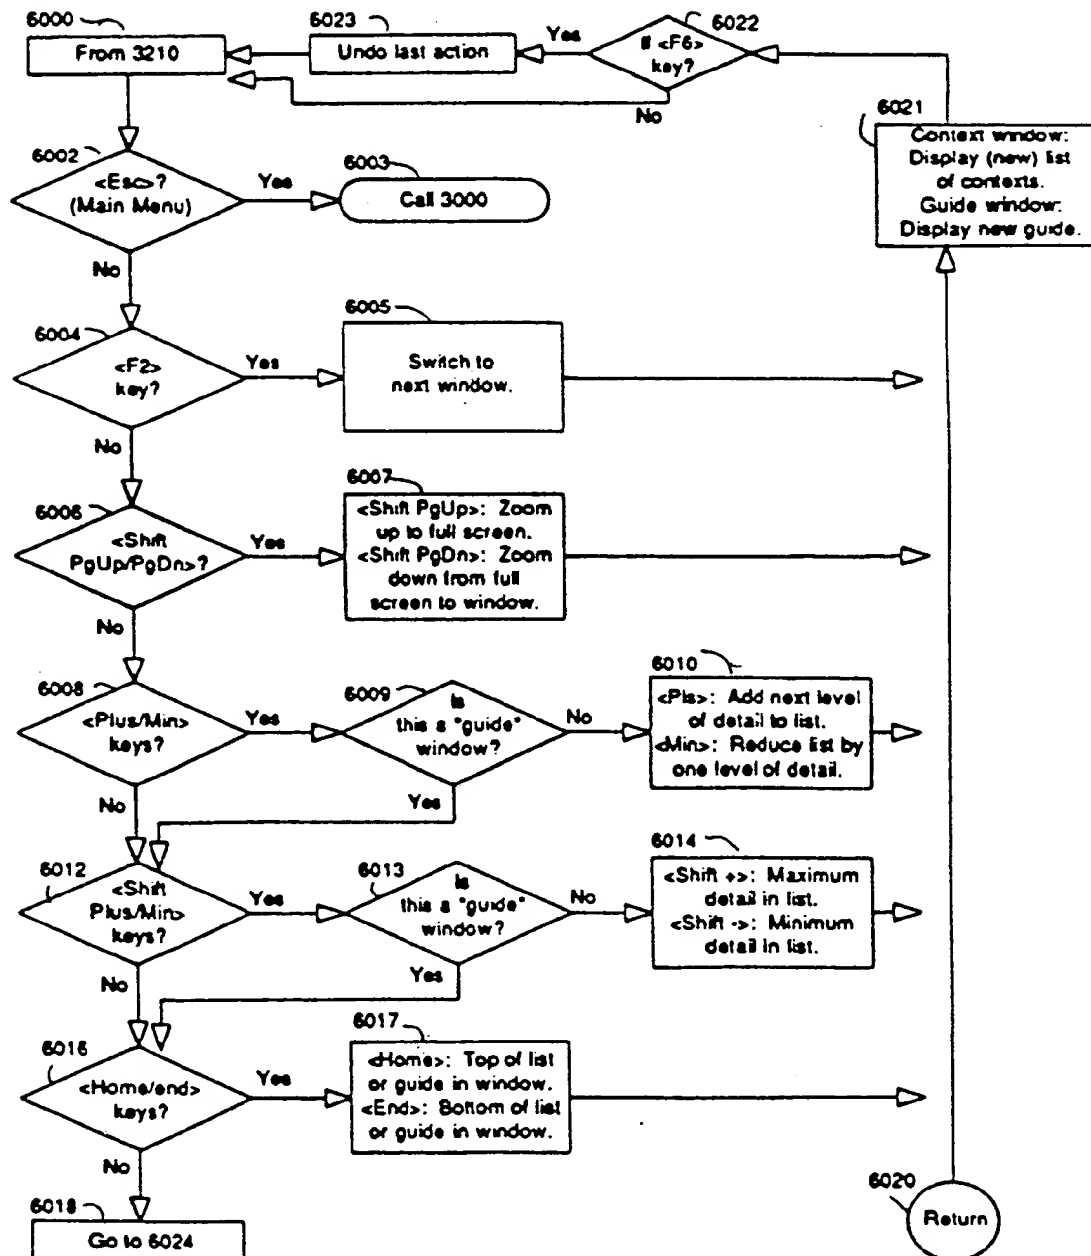 6000
From 3210
6023
Undo last action
Yes
If <F6>
key?
6022
No
6021
Context window:
Display (new) list
of contexts.
Guide window:
Display new guide.
6002
<Esc>?
(Main Menu)
Yes
6003
Call 3000
No
6004
<F2>
key?
Yes
6005
Switch to
next window.
No
6006
<Shift
PgUp/PgDn>?
Yes
6007
<Shift PgUp>: Zoom
up to full screen.
<Shift PgDn>: Zoom
down from full
screen to window.
No
6008
<Plus/Min>
keys?
Yes
6009
Is
this a "guide"
window?
No
6010
<Pls>: Add next level
of detail to list.
<Min>: Reduce list by
one level of detail.
No
Yes
6012
<Shift
Plus/Min>
keys?
Yes
6013
Is
this a "guide"
window?
No
6014
<Shift +>: Maximum
detail in list.
<Shift ->: Minimum
detail in list.
No
Yes
6016
<Home/end>
keys?
Yes
6017
<Home>: Top of list
or guide in window.
<End>: Bottom of list
or guide in window.
No
6018
Go to 6024
6020
Return